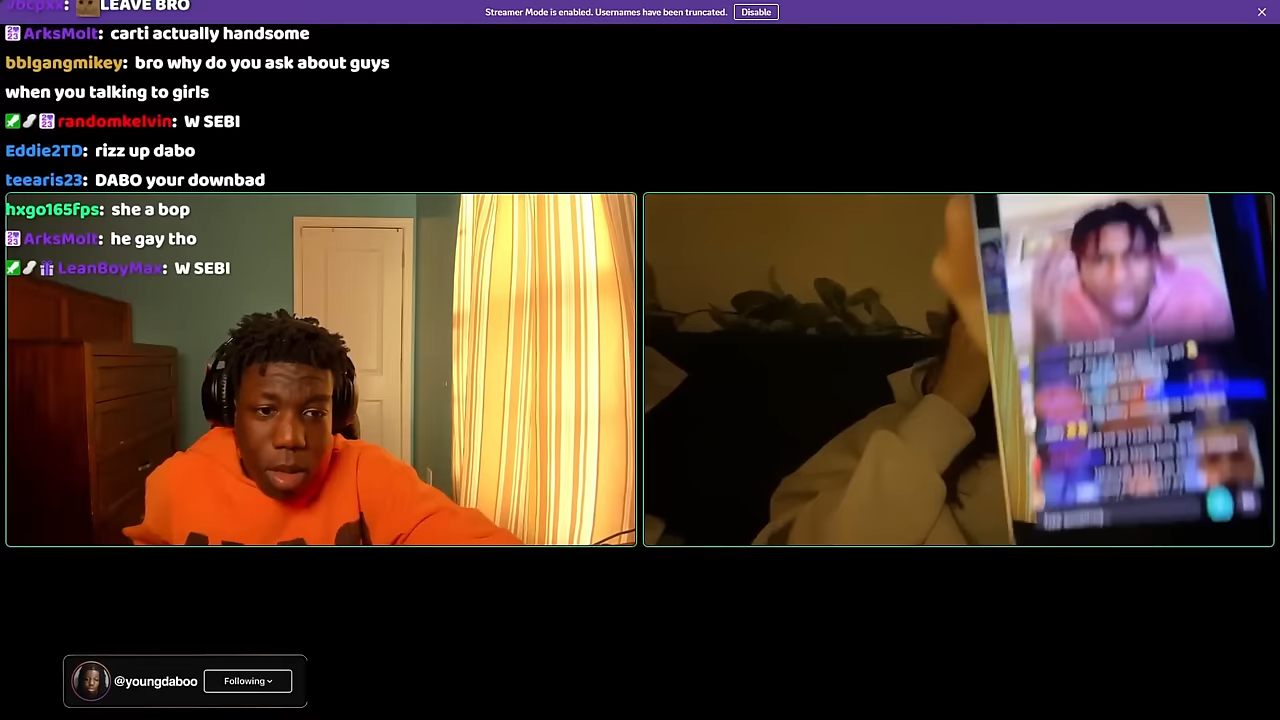 vbcpxx: LEAVE BRO
Streamer Mode is enabled. Usernames have been truncated. Disable
ArksMolt: carti actually handsome
bblgangmikey: bro why do you ask about guys
when you talking to girls
randomkelvin: W SEBI
Eddie2TD: rizz up dabo
teearis23: DABO your downbad
hxgo165fps: she a bop
ArksMolt: he gay tho
LeanBoyMax: W SEBI
@youngdaboo Following